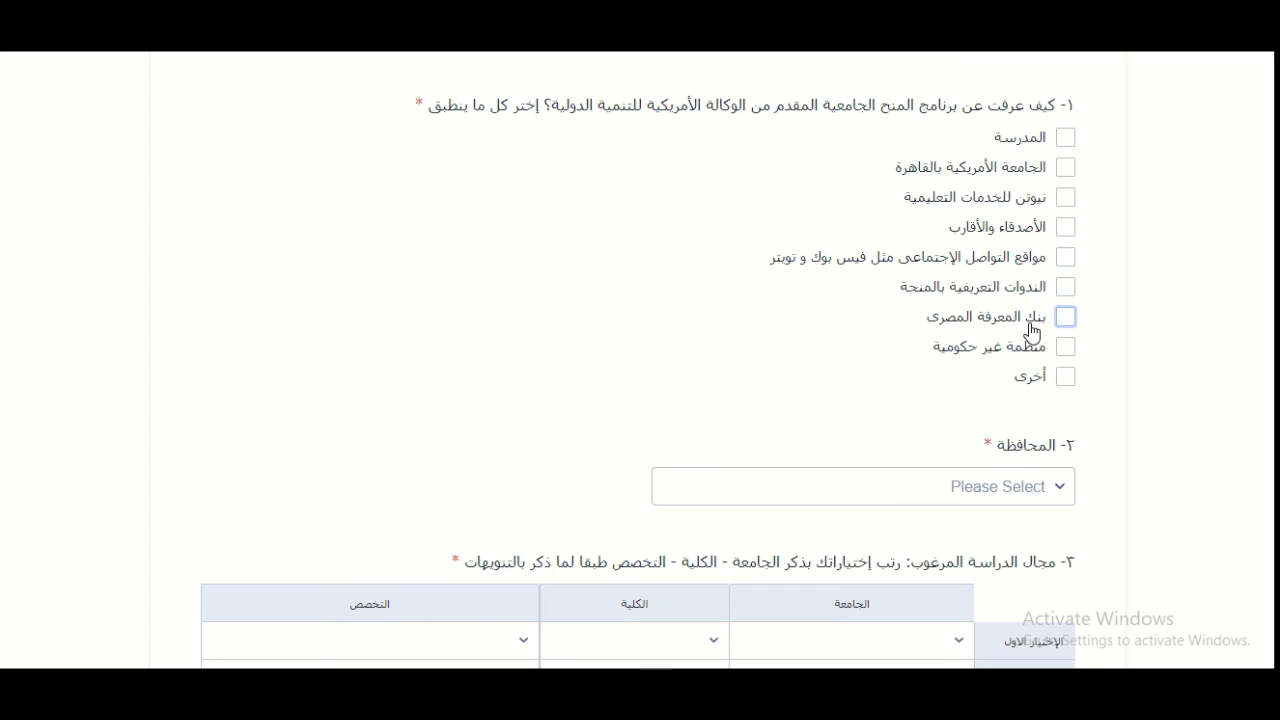 ١- كيف عرفت عن برنامج المنح الجامعية المقدم من الوكالة الأمريكية للتنمية الدولية؟ إختر كل ما ينطبق *
المدرسة
الجامعة الأمريكية بالقاهرة
نيوتن للخدمات التعليمية
الأصدقاء والأقارب
مواقع التواصل الإجتماعى مثل فيس بوك و تويتر
الندوات التعريفية بالمنحة
بنك المعرفة المصرى
منظمة غير حكومية
أخرى
٢- المحافظة *
Please Select
٣- مجال الدراسة المرغوب: رتب إختياراتك بذكر الجامعة - الكلية - التخصص طبقا لما ذكر بالتنويهات *
الجامعة الكلية التخصص
الإختيار الاول
Activate Windows
Go to Settings to activate Windows.